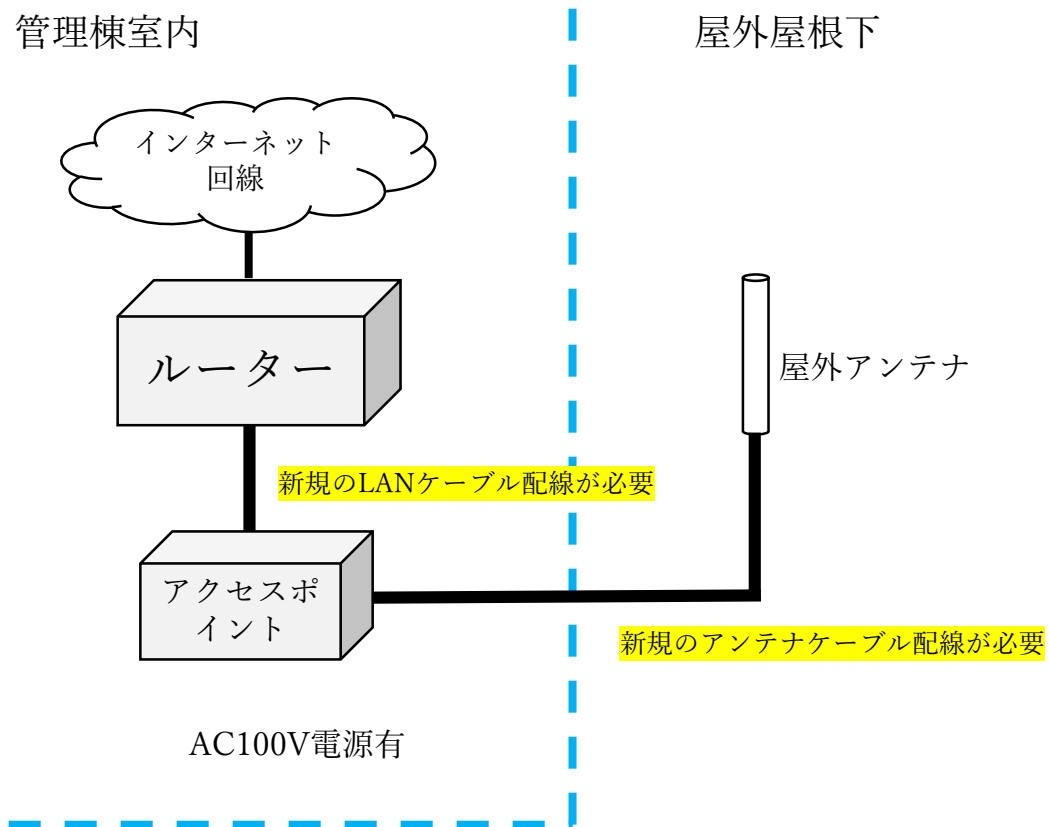 管理棟室内
屋外屋根下
インターネット
回線
ルーター
屋外アンテナ
新規のLANケーブル配線が必要
アクセスポ
イント
新規のアンテナケーブル配線が必要
AC100V電源有